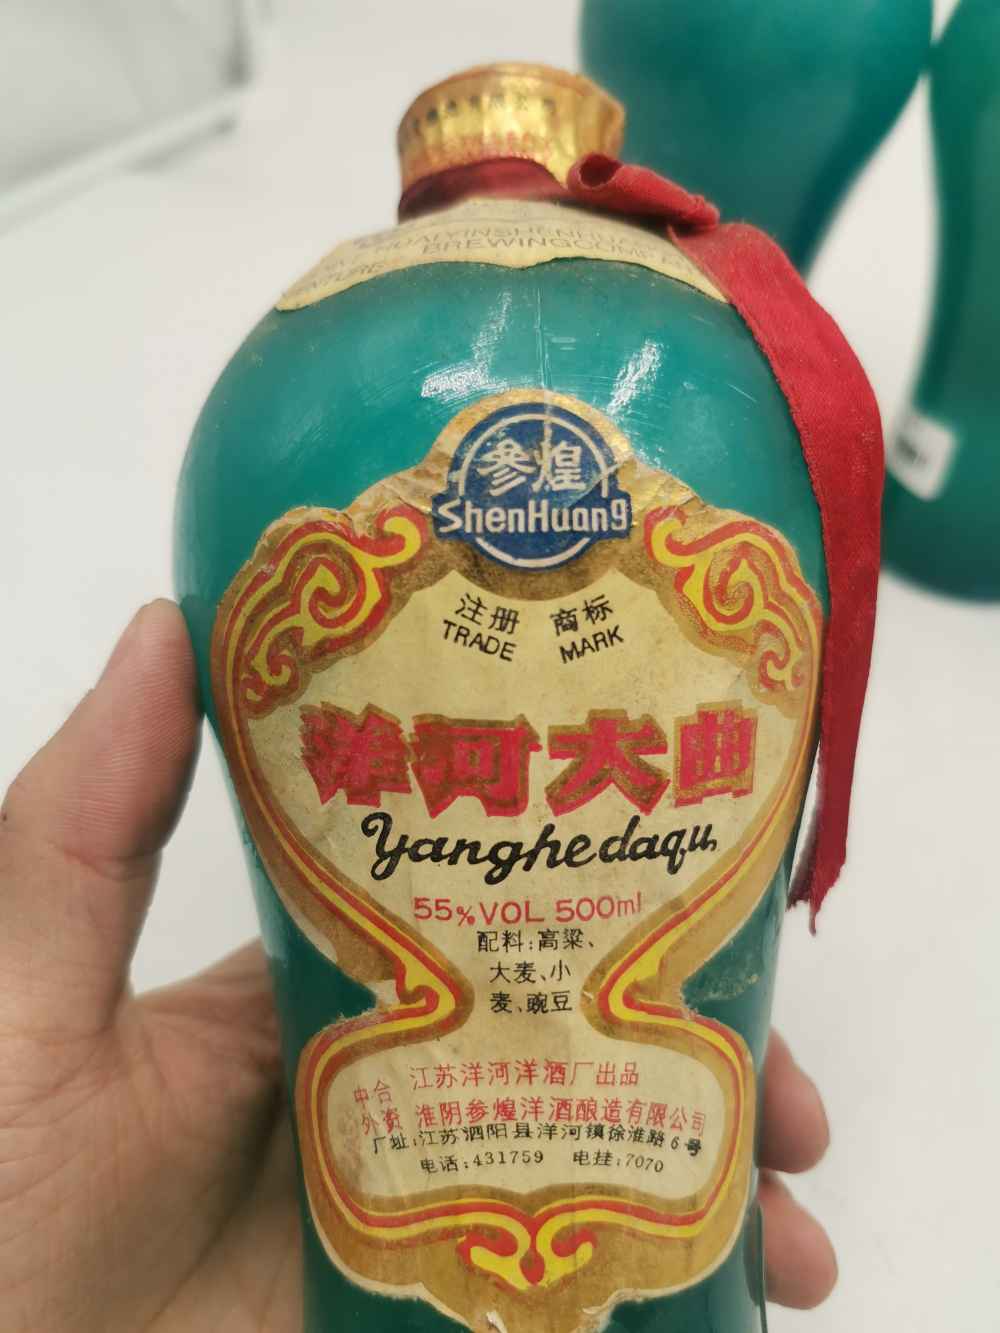 HUAIYINSHENHUANG
BREWINGCOMPA
参煌
ShenHuang
注册 商标
TRADE MARK
洋河大曲
Yanghedaqu
55%VOL 500ml
配料:高粱、
大麦、小
麦、豌豆
中合
外资
江苏洋河洋酒厂出品
淮阴参煌洋酒酿造有限公司
厂址:江苏泗阳县洋河镇徐淮路6号
电话:431759 电挂:7070